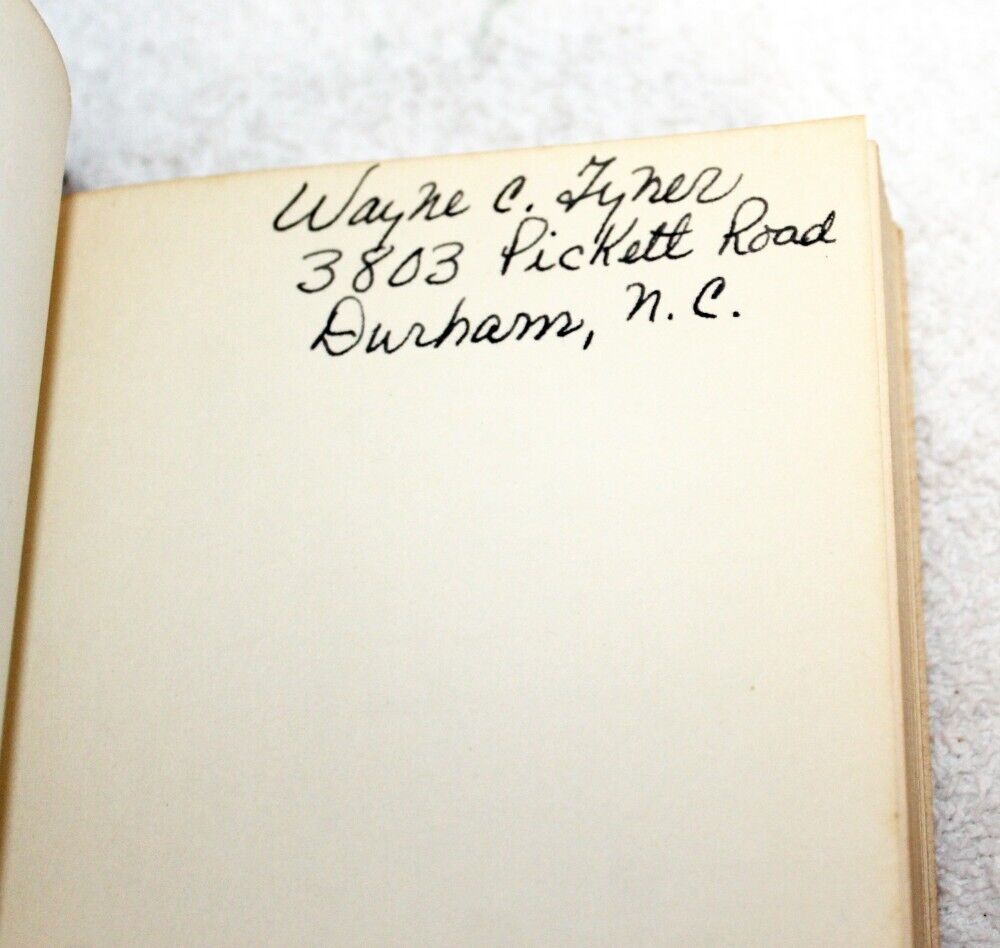 Wayne C. Tyner
3803 Pickett Road
Durham, N.C.